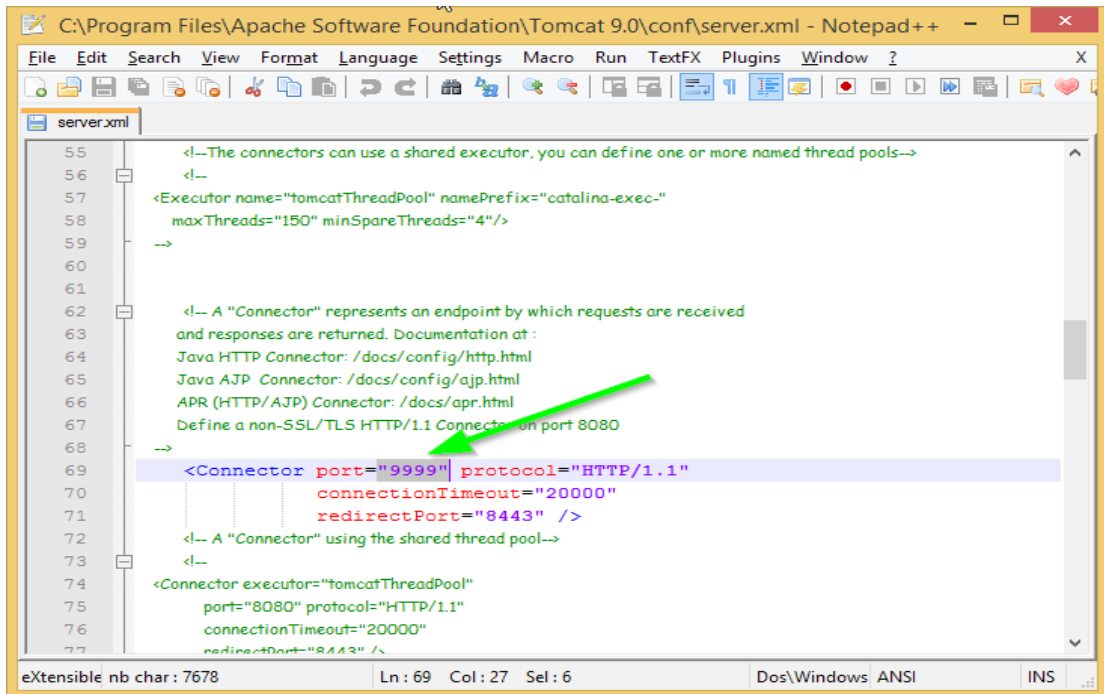 C:\Program Files\Apache Software Foundation\Tomcat 9.0\conf\server.xml - Notepad++
File Edit Search View Format Language Settings Macro Run TextFX Plugins Window ? X
server.xml
55 <!--The connectors can use a shared executor, you can define one or more named thread pools-->
56 <!--
57 <Executor name="tomcatThreadPool" namePrefix="catalina-exec-"
58 maxThreads="150" minSpareThreads="4"/>
59 -->
60
61
62 <!-- A "Connector" represents an endpoint by which requests are received
63 and responses are returned. Documentation at :
64 Java HTTP Connector: /docs/config/http.html
65 Java AJP Connector: /docs/config/ajp.html
66 APR (HTTP/AJP) Connector: /docs/apr.html
67 Define a non-SSL/TLS HTTP/1.1 Connector on port 8080
68 -->
69 <Connector port="9999" protocol="HTTP/1.1"
70 connectionTimeout="20000"
71 redirectPort="8443" />
72 <!-- A "Connector" using the shared thread pool-->
73 <!--
74 <Connector executor="tomcatThreadPool"
75 port="8080" protocol="HTTP/1.1"
76 connectionTimeout="20000"
77 redirectPort="8443" />
eXtensible nb char : 7678 Ln : 69 Col : 27 Sel : 6 Dos\Windows ANSI INS